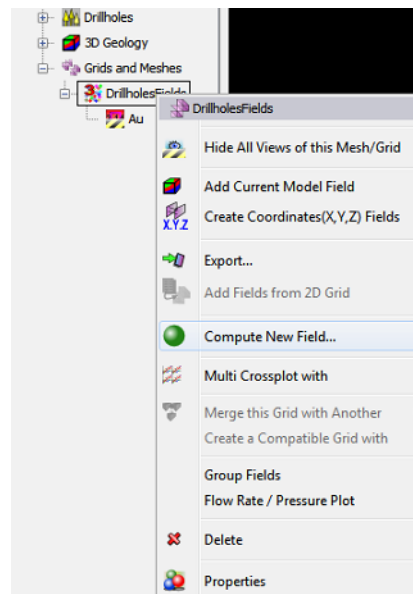 Drillholes
3D Geology
Grids and Meshes
DrillholesFields
Au
DrillholesFields
Hide All Views of this Mesh/Grid
Add Current Model Field
X.Y.Z
Create Coordinates(X,Y,Z) Fields
Export...
Add Fields from 2D Grid
Compute New Field...
Multi Crossplot with
Merge this Grid with Another
Create a Compatible Grid with
Group Fields
Flow Rate / Pressure Plot
Delete
Properties